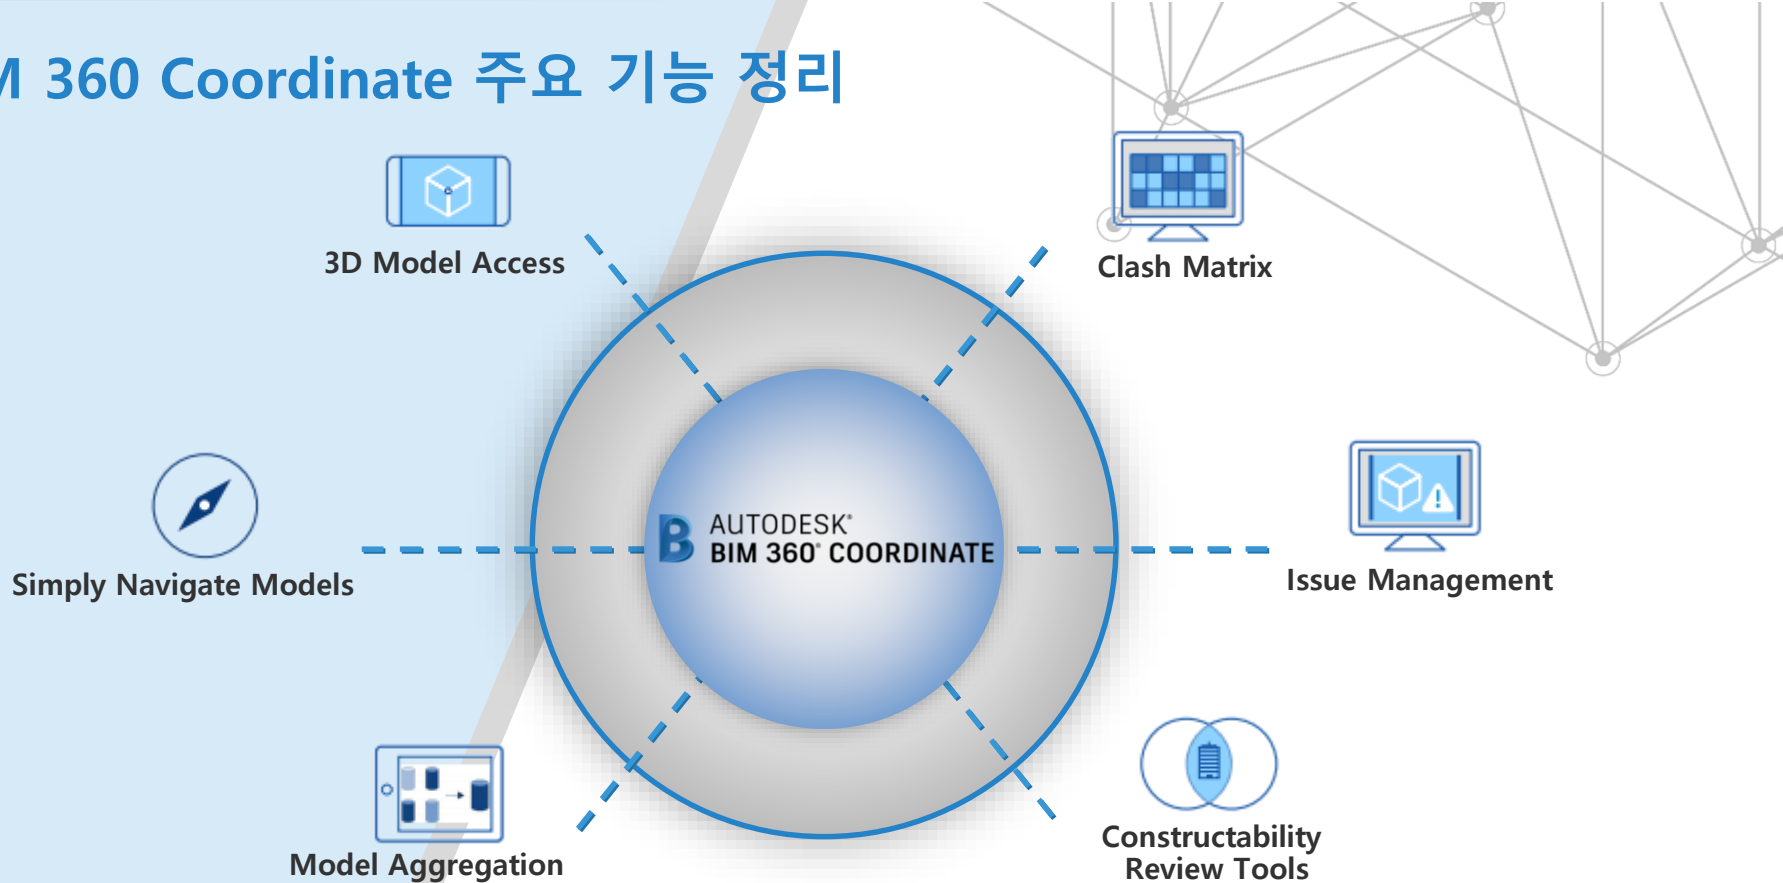 M 360 Coordinate 주요 기능 정리
3D Model Access
Clash Matrix
Simply Navigate Models
AUTODESK®
BIM 360® COORDINATE
Issue Management
Model Aggregation
Constructability
Review Tools